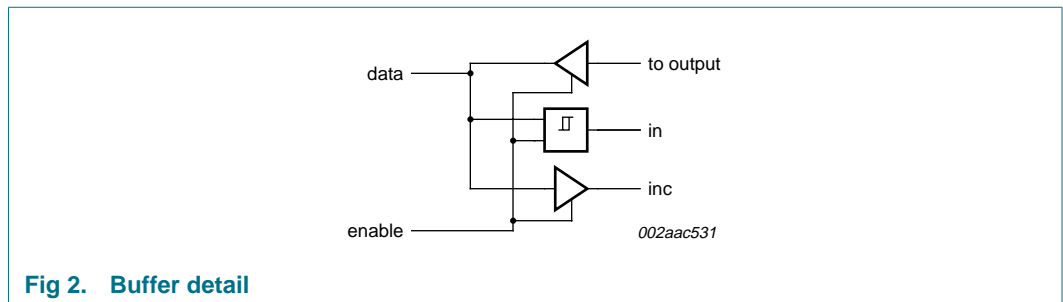 data
to output
in
inc
enable
002aac531
Fig 2. Buffer detail